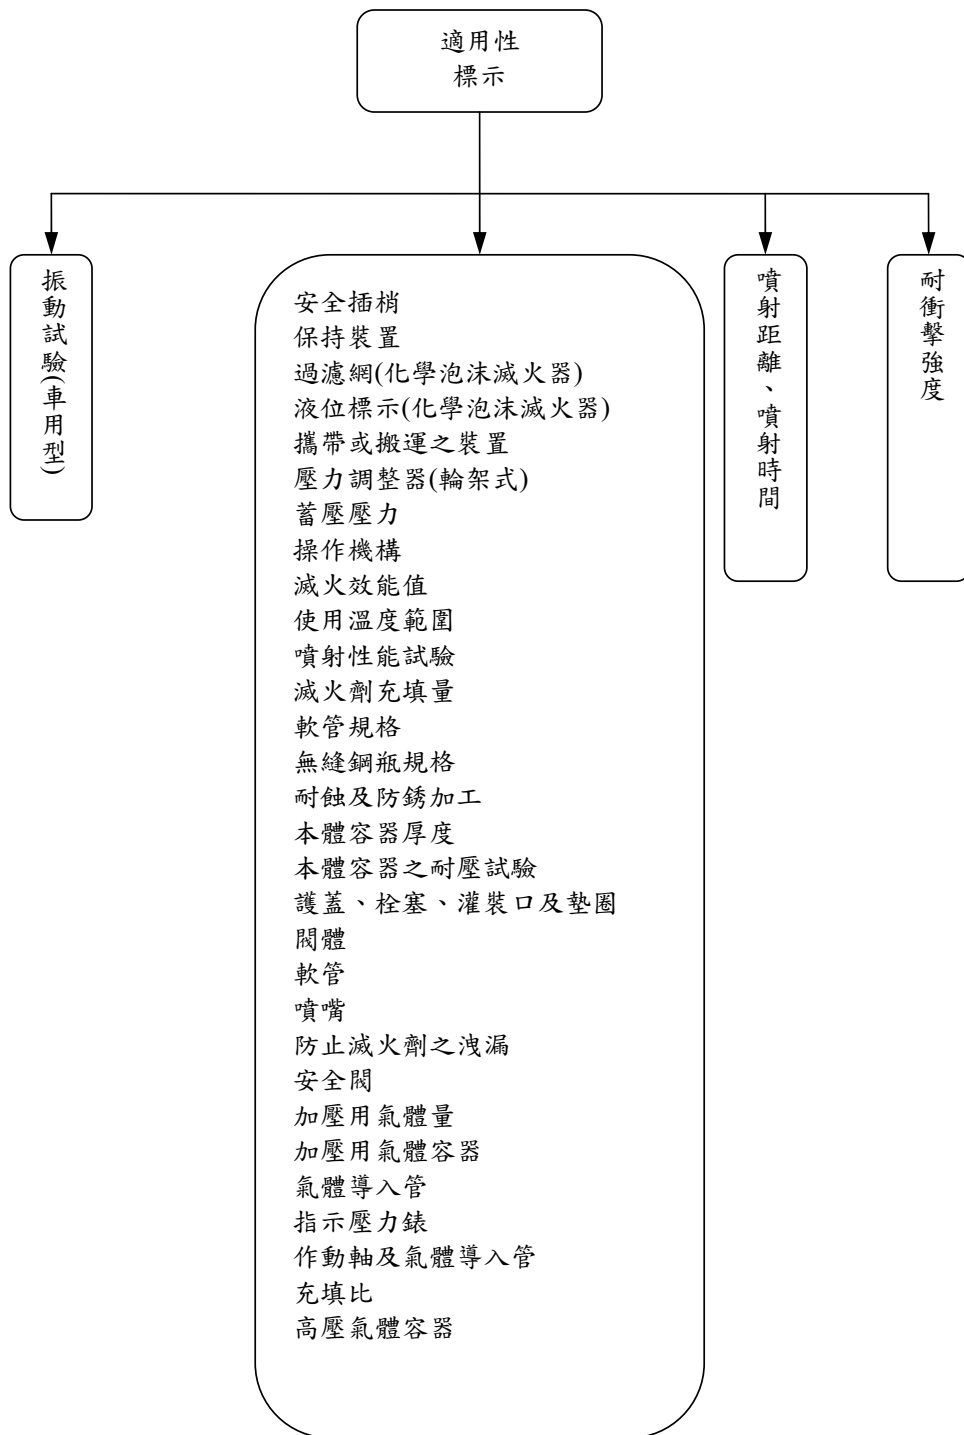 適用性
標示
振動試驗(車用型)
安全插梢
保持裝置
過濾網(化學泡沫滅火器)
液位標示(化學泡沫滅火器)
攜帶或搬運之裝置
壓力調整器(輪架式)
蓄壓壓力
操作機構
滅火效能值
使用溫度範圍
噴射性能試驗
滅火劑充填量
軟管規格
無縫鋼瓶規格
耐蝕及防銹加工
本體容器厚度
本體容器之耐壓試驗
護蓋、栓塞、灌裝口及墊圈
閥體
軟管
噴嘴
防止滅火劑之洩漏
安全閥
加壓用氣體量
加壓用氣體容器
氣體導入管
指示壓力錶
作動軸及氣體導入管
充填比
高壓氣體容器
噴射距離、噴射時間
耐衝擊強度